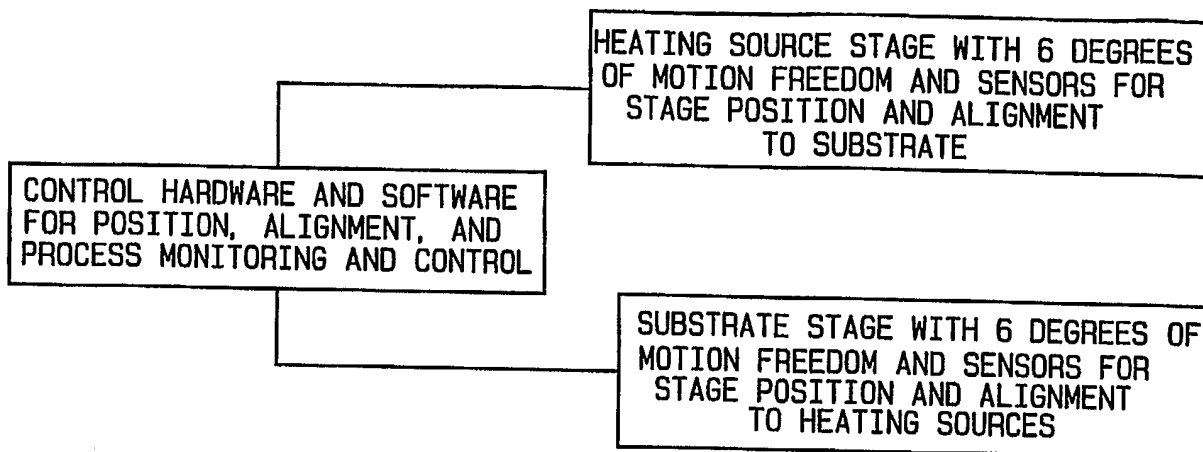 HEATING SOURCE STAGE WITH 6 DEGREES
OF MOTION FREEDOM AND SENSORS FOR
STAGE POSITION AND ALIGNMENT
TO SUBSTRATE
CONTROL HARDWARE AND SOFTWARE
FOR POSITION, ALIGNMENT, AND
PROCESS MONITORING AND CONTROL
SUBSTRATE STAGE WITH 6 DEGREES OF
MOTION FREEDOM AND SENSORS FOR
STAGE POSITION AND ALIGNMENT
TO HEATING SOURCES